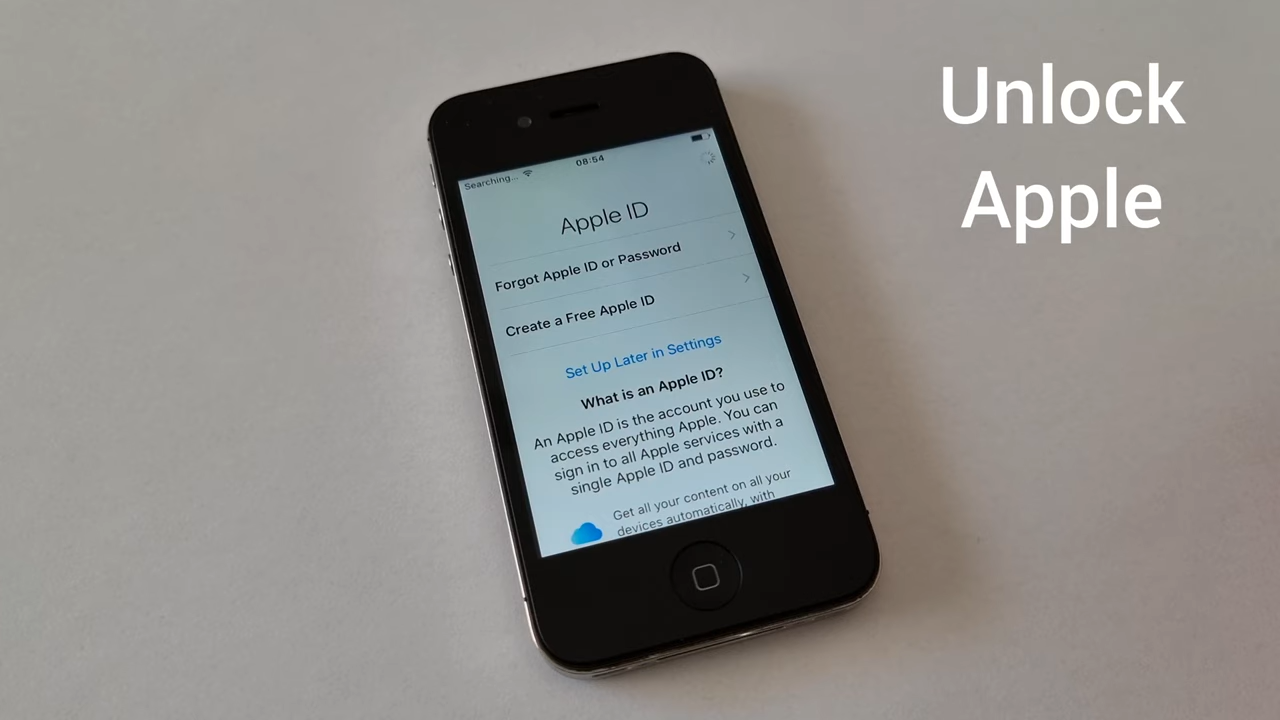 Unlock
Apple
Searching...
08:54
Apple ID
Forgot Apple ID or Password
Create a Free Apple ID
Set Up Later in Settings
What is an Apple ID?
An Apple ID is the account you use to
access everything Apple. You can
sign in to all Apple services with a
single Apple ID and password.
Get all your content on all your
devices automatically, with